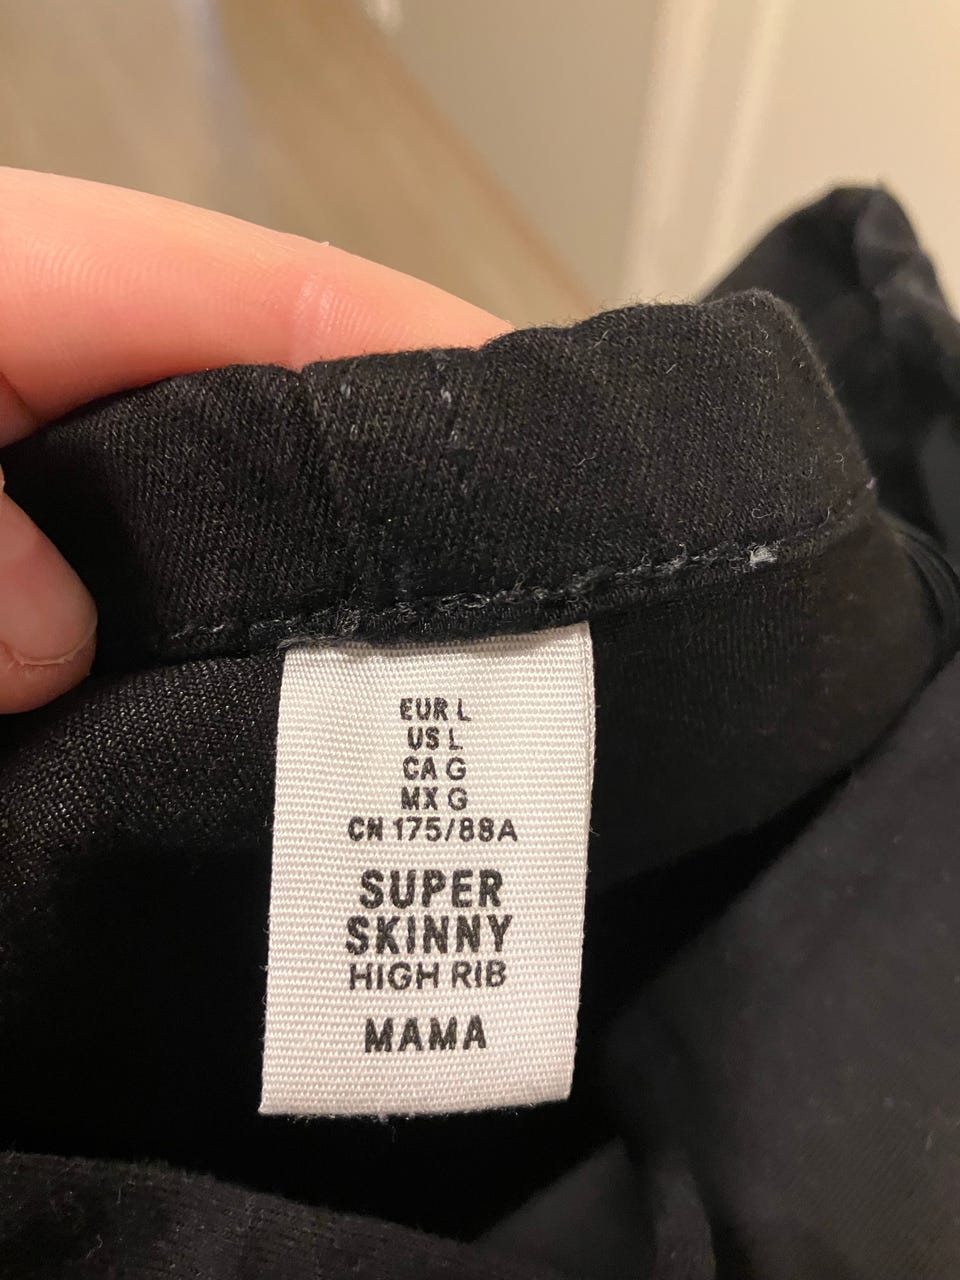 EUR L
US L
CA G
MX G
CN 175/88A
SUPER
SKINNY
HIGH RIB
MAMA